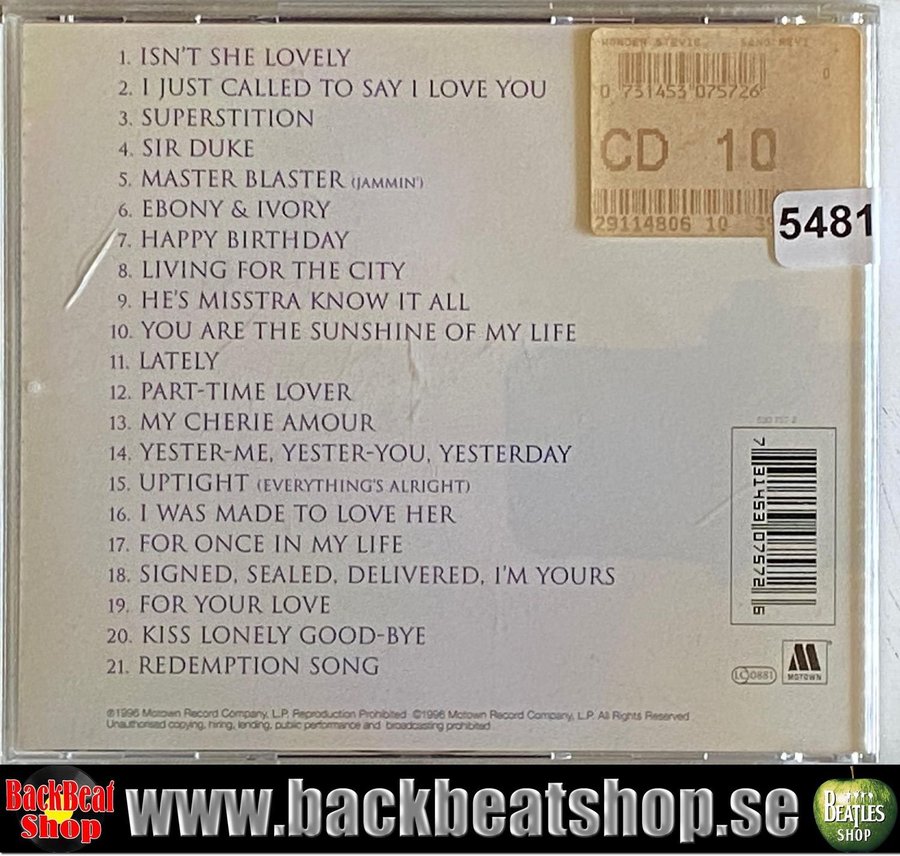 WONDER STEVIE
0 731453 075726
0
CD 10
29114806 10
5481
1. ISN'T SHE LOVELY
2. I JUST CALLED TO SAY I LOVE YOU
3. SUPERSTITION
4. SIR DUKE
5. MASTER BLASTER (JAMMIN')
6. EBONY & IVORY
7. HAPPY BIRTHDAY
8. LIVING FOR THE CITY
9. HE'S MISSTRA KNOW IT ALL
10. YOU ARE THE SUNSHINE OF MY LIFE
11. LATELY
12. PART-TIME LOVER
13. MY CHERIE AMOUR
14. YESTER-ME, YESTER-YOU, YESTERDAY
15. UPTIGHT (EVERYTHING'S ALRIGHT)
16. I WAS MADE TO LOVE HER
17. FOR ONCE IN MY LIFE
18. SIGNED, SEALED, DELIVERED, I'M YOURS
19. FOR YOUR LOVE
20. KISS LONELY GOOD-BYE
21. REDEMPTION SONG
530 757-2
7 31453 07572 6
LC 0881
M
MOTOWN
℗1996 Motown Record Company, L.P. Reproduction Prohibited ©1996 Motown Record Company, L.P. All Rights Reserved
Unauthorised copying, hiring, lending, public performance and broadcasting prohibited
BackBeat
Shop
www.backbeatshop.se
BEATLES
SHOP